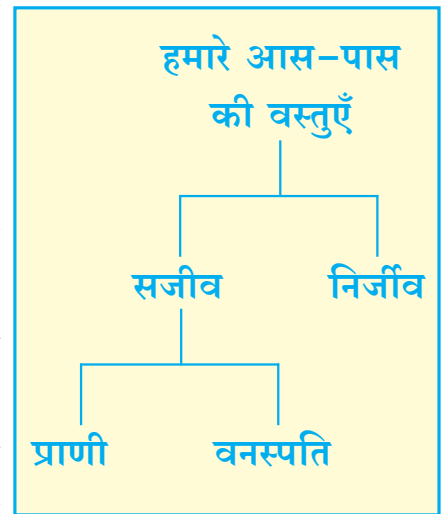 हमारे आस-पास
की वस्तुएँ
सजीव निर्जीव
प्राणी वनस्पति